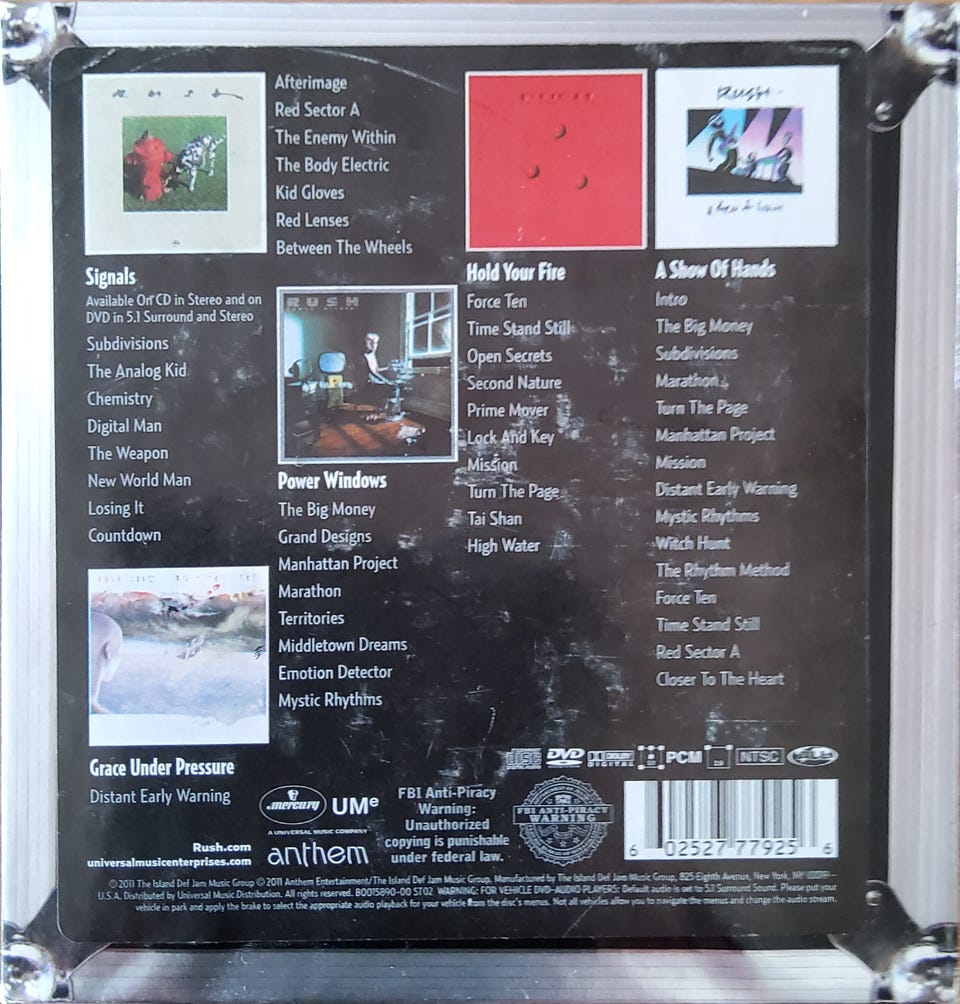 Rush
Signals
Available On CD in Stereo and on
DVD in 5.1 Surround and Stereo
Subdivisions
The Analog Kid
Chemistry
Digital Man
The Weapon
New World Man
Losing It
Countdown
Grace Under Pressure
Distant Early Warning
Afterimage
Red Sector A
The Enemy Within
The Body Electric
Kid Gloves
Red Lenses
Between The Wheels
RUSH
Power Windows
The Big Money
Grand Designs
Manhattan Project
Marathon
Territories
Middletown Dreams
Emotion Detector
Mystic Rhythms
RUSH
Hold Your Fire
Force Ten
Time Stand Still
Open Secrets
Second Nature
Prime Mover
Lock And Key
Mission
Turn The Page
Tai Shan
High Water
Rush
a show of hands
A Show Of Hands
Intro
The Big Money
Subdivisions
Marathon
Turn The Page
Manhattan Project
Mission
Distant Early Warning
Mystic Rhythms
Witch Hunt
The Rhythm Method
Force Ten
Time Stand Still
Red Sector A
Closer To The Heart
DVD DOLBY DIGITAL PCM NTSC
Rush.com
universalmusicenterprises.com
mercury UMe
A UNIVERSAL MUSIC COMPANY
anthem
FBI Anti-Piracy
Warning:
Unauthorized
copying is punishable
under federal law.
FBI ANTI-PIRACY
WARNING
6 02527 77925 6
℗ 2011 The Island Def Jam Music Group © 2011 Anthem Entertainment/The Island Def Jam Music Group. Manufactured by The Island Def Jam Music Group, 825 Eighth Avenue, New York, NY
U.S.A. Distributed by Universal Music Distribution. All rights reserved. B0015890-00 ST02 WARNING: FOR VEHICLE DVD-AUDIO PLAYERS: Default audio is set to 5.1 Surround Sound. Please put your
vehicle in park and apply the brake to select the appropriate audio playback for your vehicle from the disc's menus. Not all vehicles allow you to navigate the menus and change the audio stream.